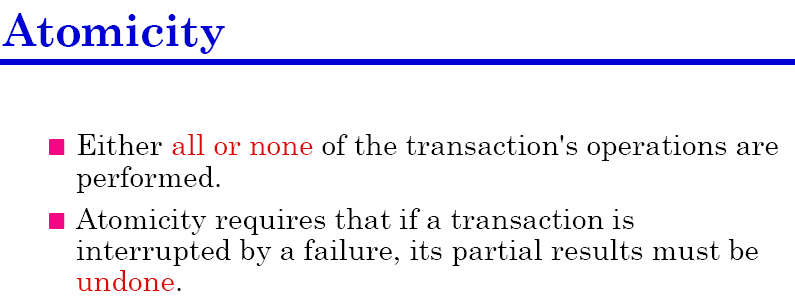 Atomicity
Either all or none of the transaction's operations are
performed.
Atomicity requires that if a transaction is
interrupted by a failure, its partial results must be
undone.